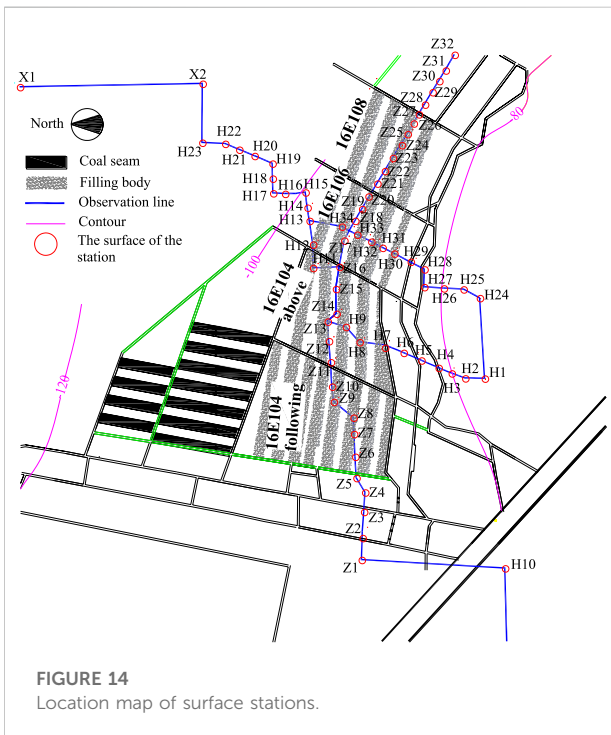 Z32
X1
X2
Z31
Z30
Z29
Z28
Z27
Z26
-80
North
H22
H23
H21
H20
H19
16E108
Z25
Z24
Z23
Z22
Z21
Coal seam
Filling body
Observation line
Contour
The surface of the
station
H18
H17
H16
H15
H14
H13
16E106
Z20
Z19
Z18
H34
H33
H32
H31
H30
H29
H28
H12
Z16
-100
16E104
above
Z15
H27
H26
H25
H24
Z14
Z13
H9
H8
H7
H6
H5
H4
H3
H2
H1
Z12
-120
Z10
Z9
Z8
Z7
Z6
16E104
following
Z5
Z4
Z3
Z2
Z1
H10
FIGURE 14
Location map of surface stations.